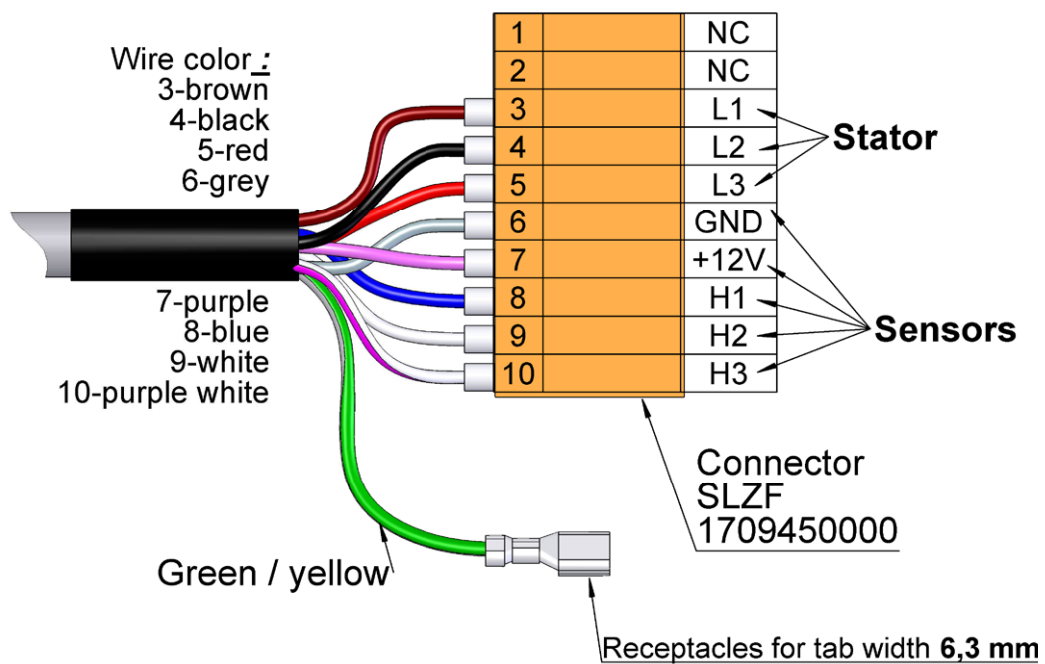 Wire color :
3-brown
4-black
5-red
6-grey
7-purple
8-blue
9-white
10-purple white
1 NC
2 NC
3 L1
4 L2
5 L3
6 GND
7 +12V
8 H1
9 H2
10 H3
Stator
Sensors
Connector
SLZF
1709450000
Green / yellow
Receptacles for tab width 6,3 mm